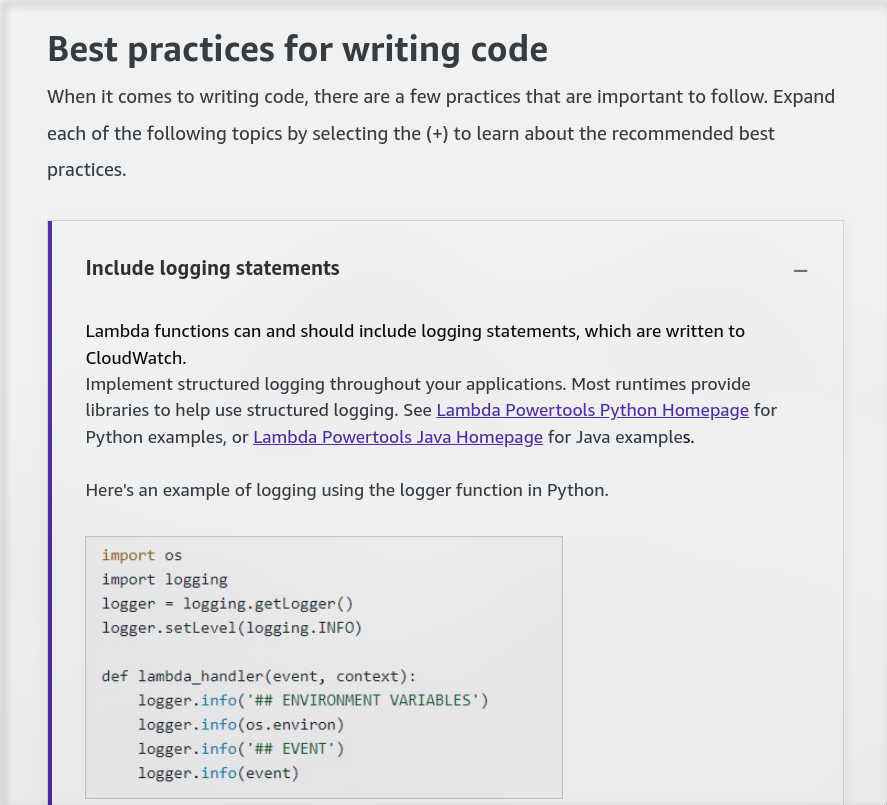 Best practices for writing code
When it comes to writing code, there are a few practices that are important to follow. Expand
each of the following topics by selecting the (+) to learn about the recommended best
practices.
Include logging statements
Lambda functions can and should include logging statements, which are written to
CloudWatch.
Implement structured logging throughout your applications. Most runtimes provide
libraries to help use structured logging. See Lambda Powertools Python Homepage for
Python examples, or Lambda Powertools Java Homepage for Java examples.
Here's an example of logging using the logger function in Python.
import os
import logging
logger = logging.getLogger()
logger.setLevel(logging.INFO)
def lambda_handler(event, context):
    logger.info('## ENVIRONMENT VARIABLES')
    logger.info(os.environ)
    logger.info('## EVENT')
    logger.info(event)